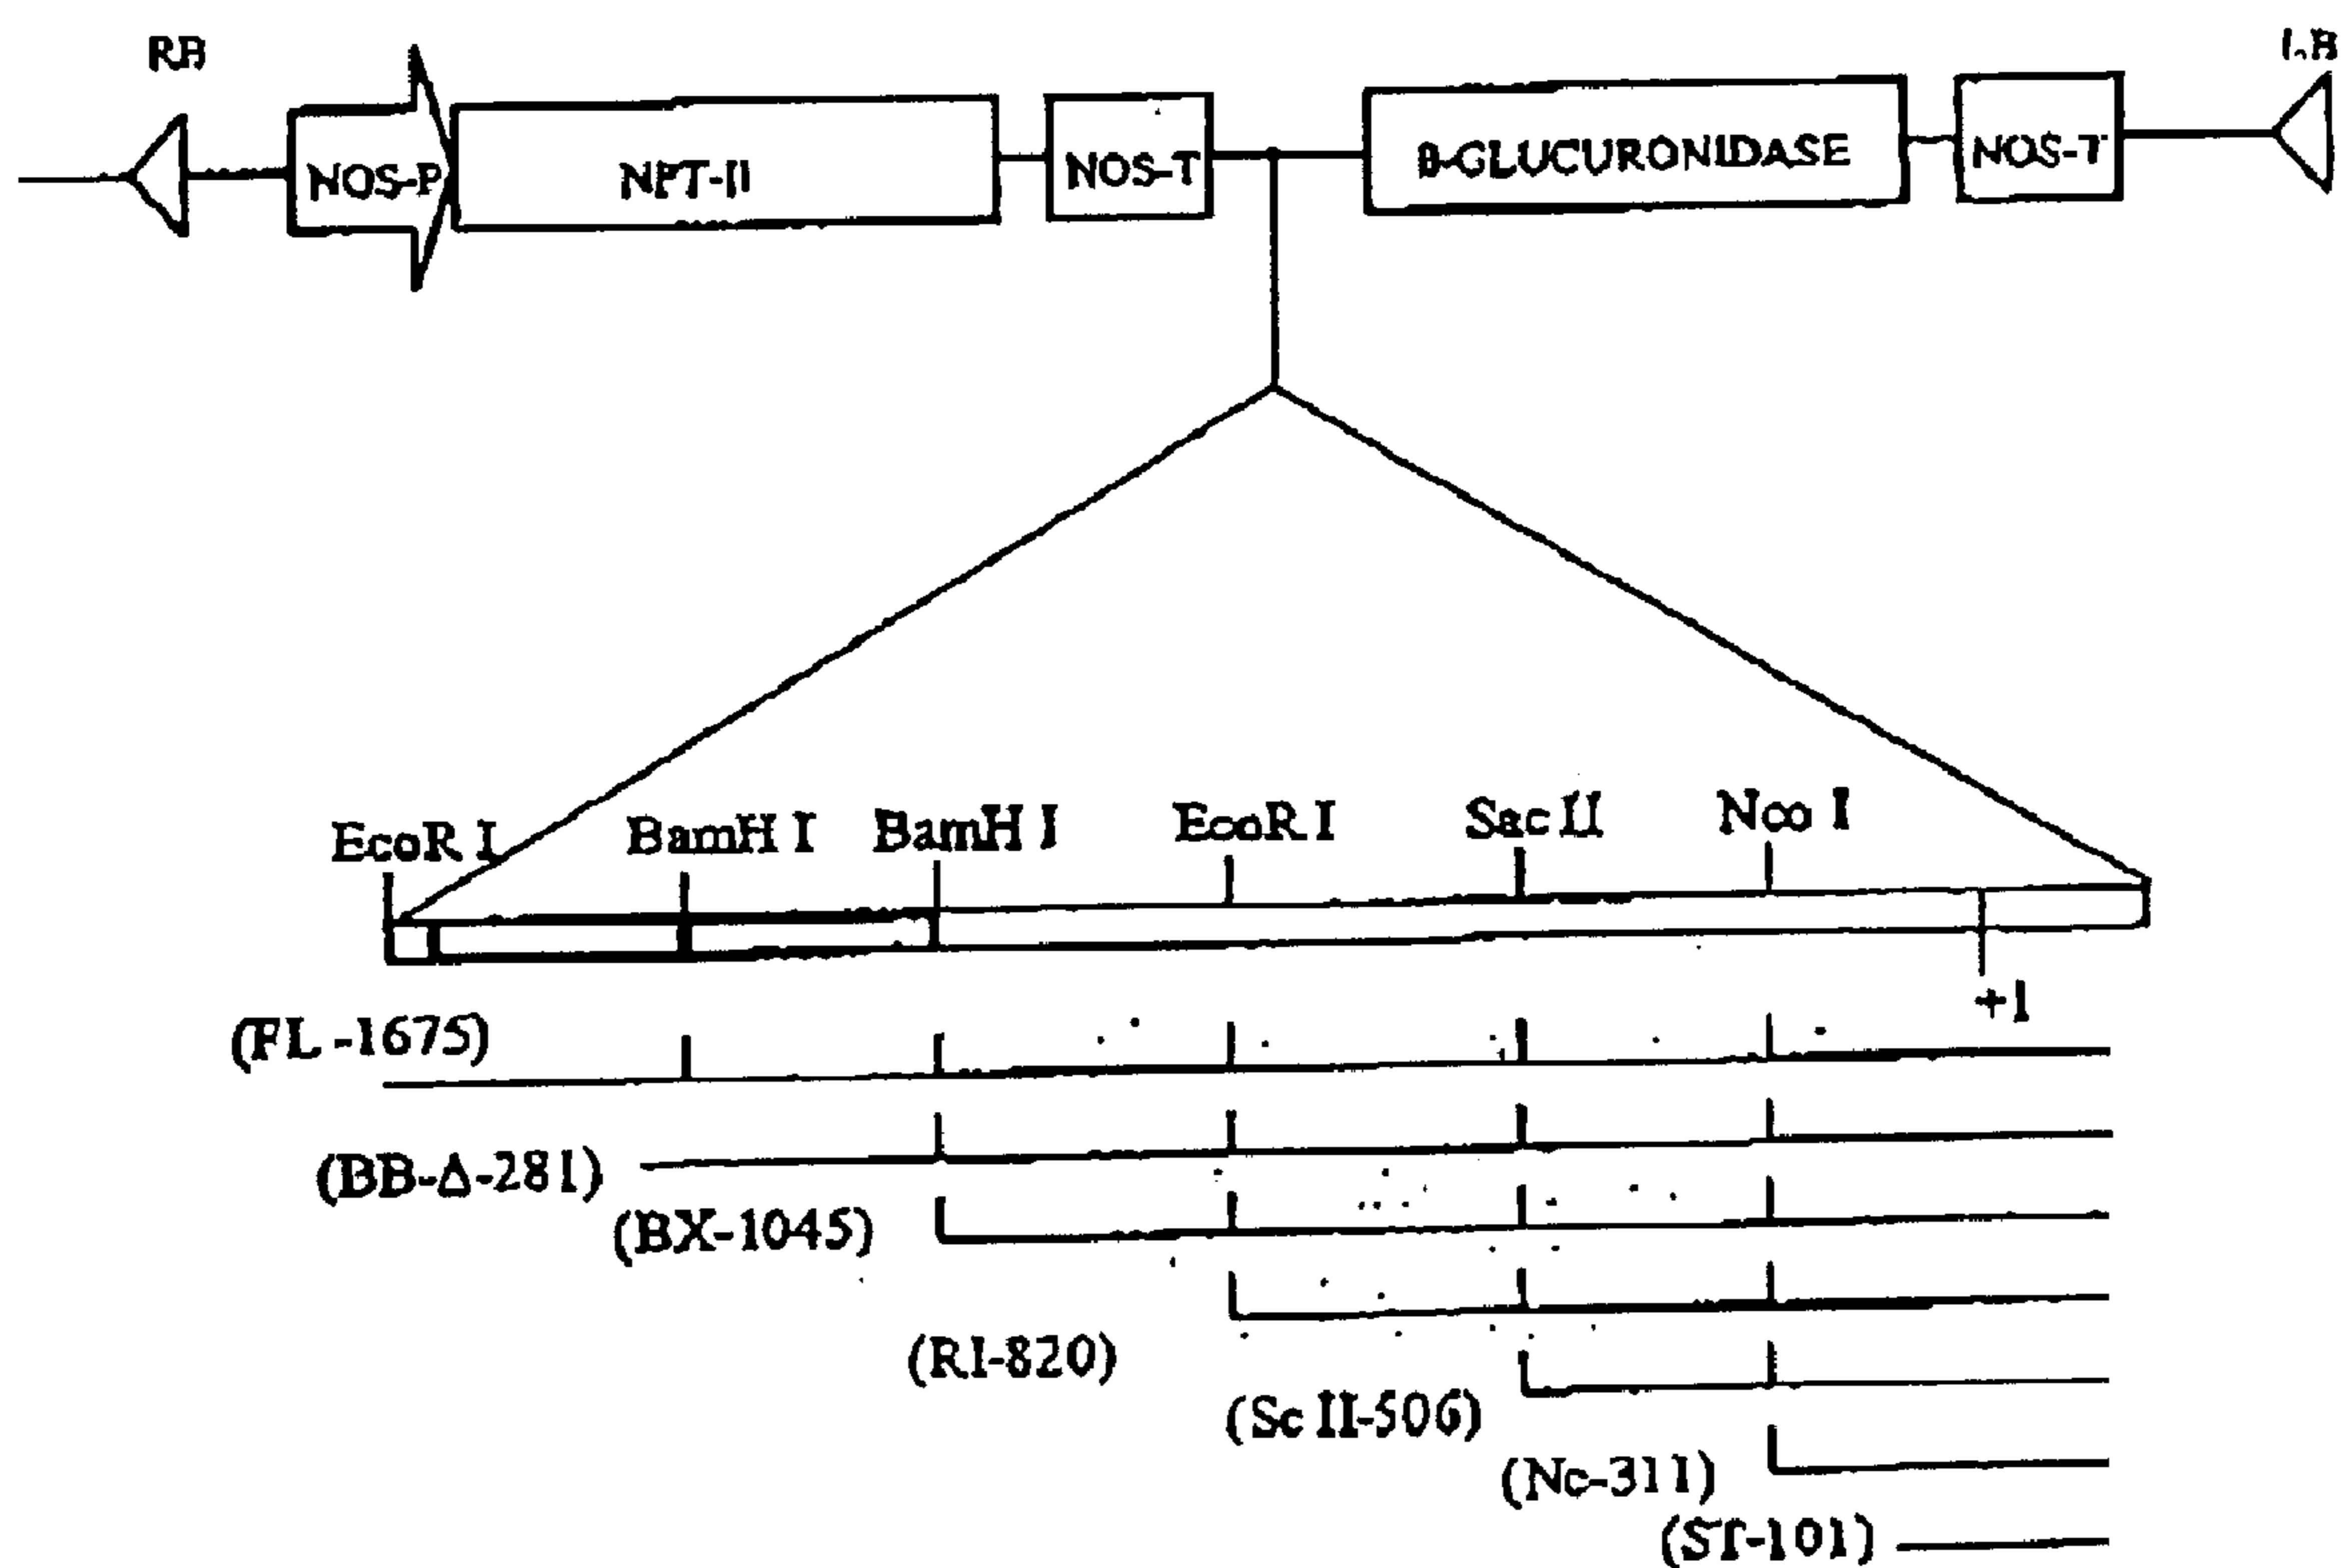 RB
LB
NOS-P
NPT-II
NOS-T
β-GLUCURONIDASE
NOS-T
EcoR I
BamH I
BamH I
EcoR I
Sac II
Nco I
+1
(FL-1675)
(BB-Δ-281)
(BX-1045)
(RI-820)
(Sc II-506)
(Nc-311)
(ST-101)